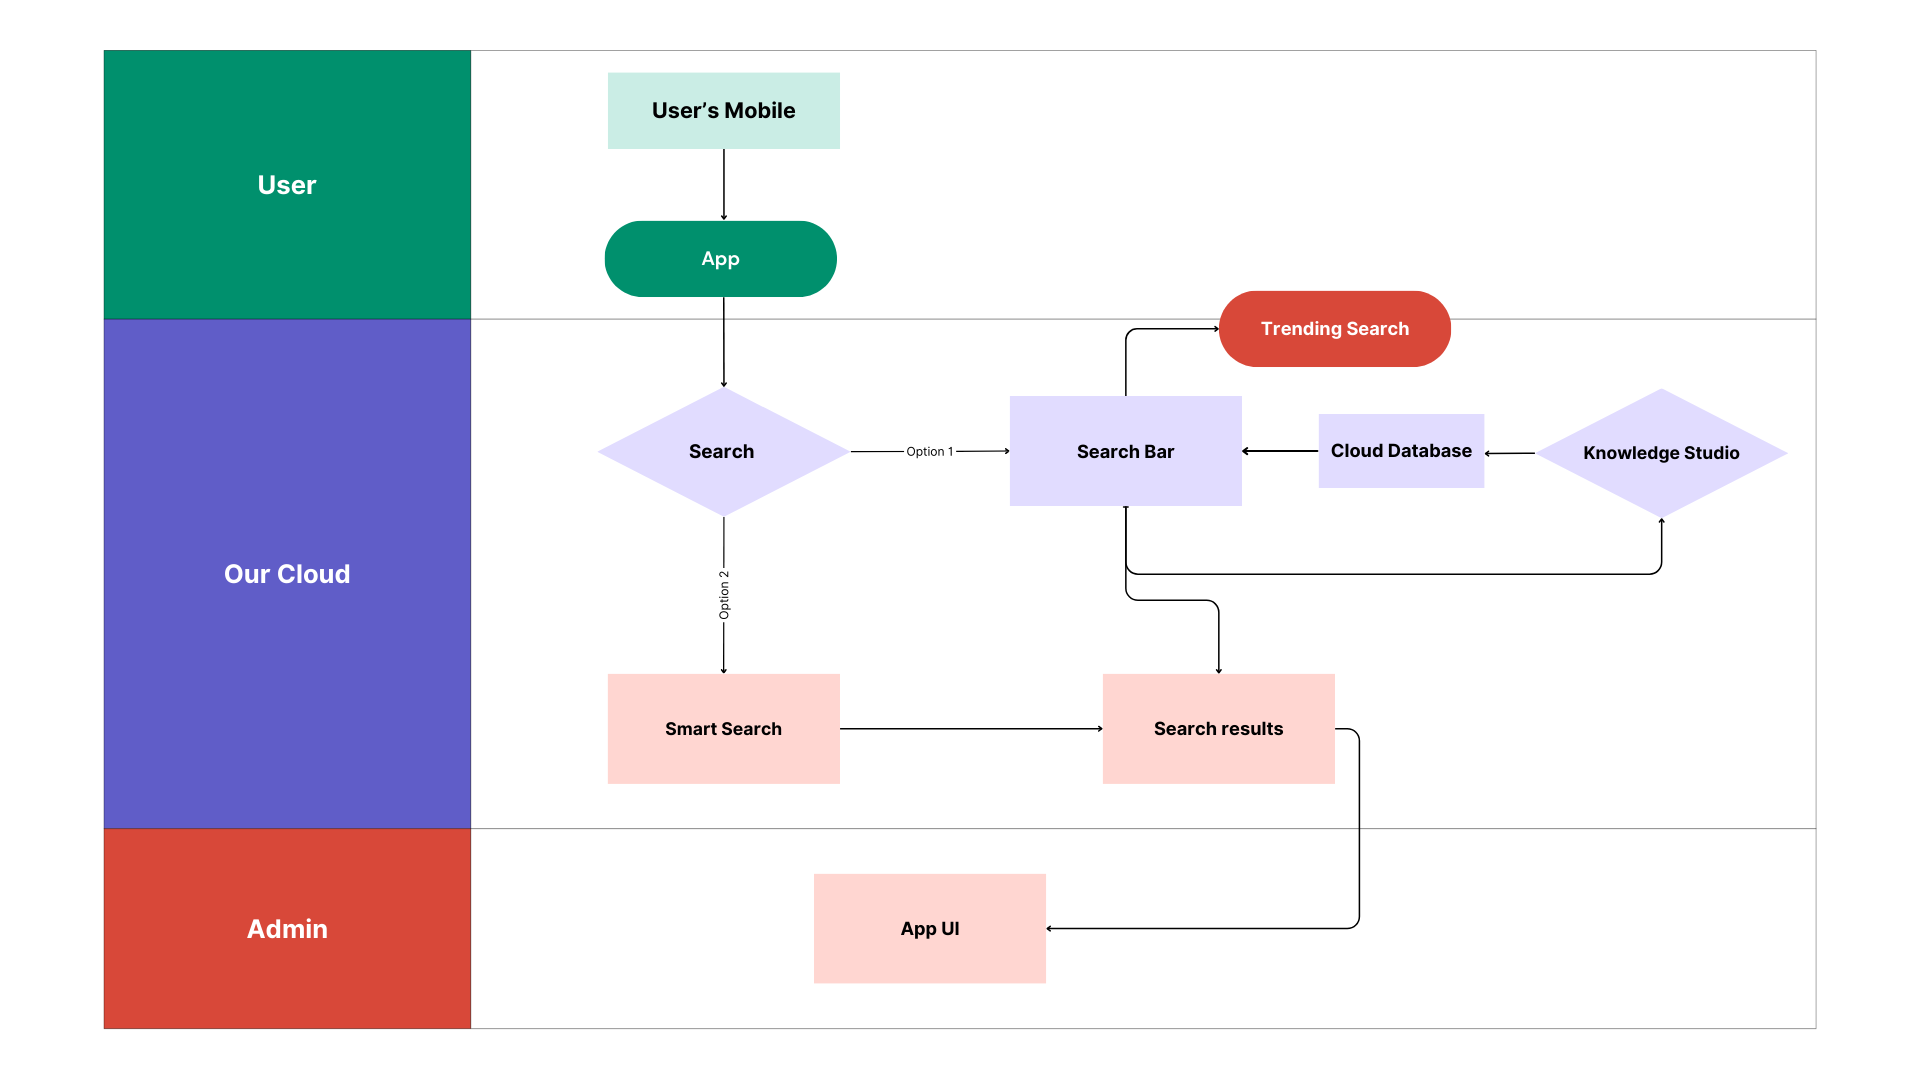 User
User’s Mobile
App
Our Cloud
Trending Search
Search
Option 1
Search Bar
Cloud Database
Knowledge Studio
Option 2
Smart Search
Search results
Admin
App UI